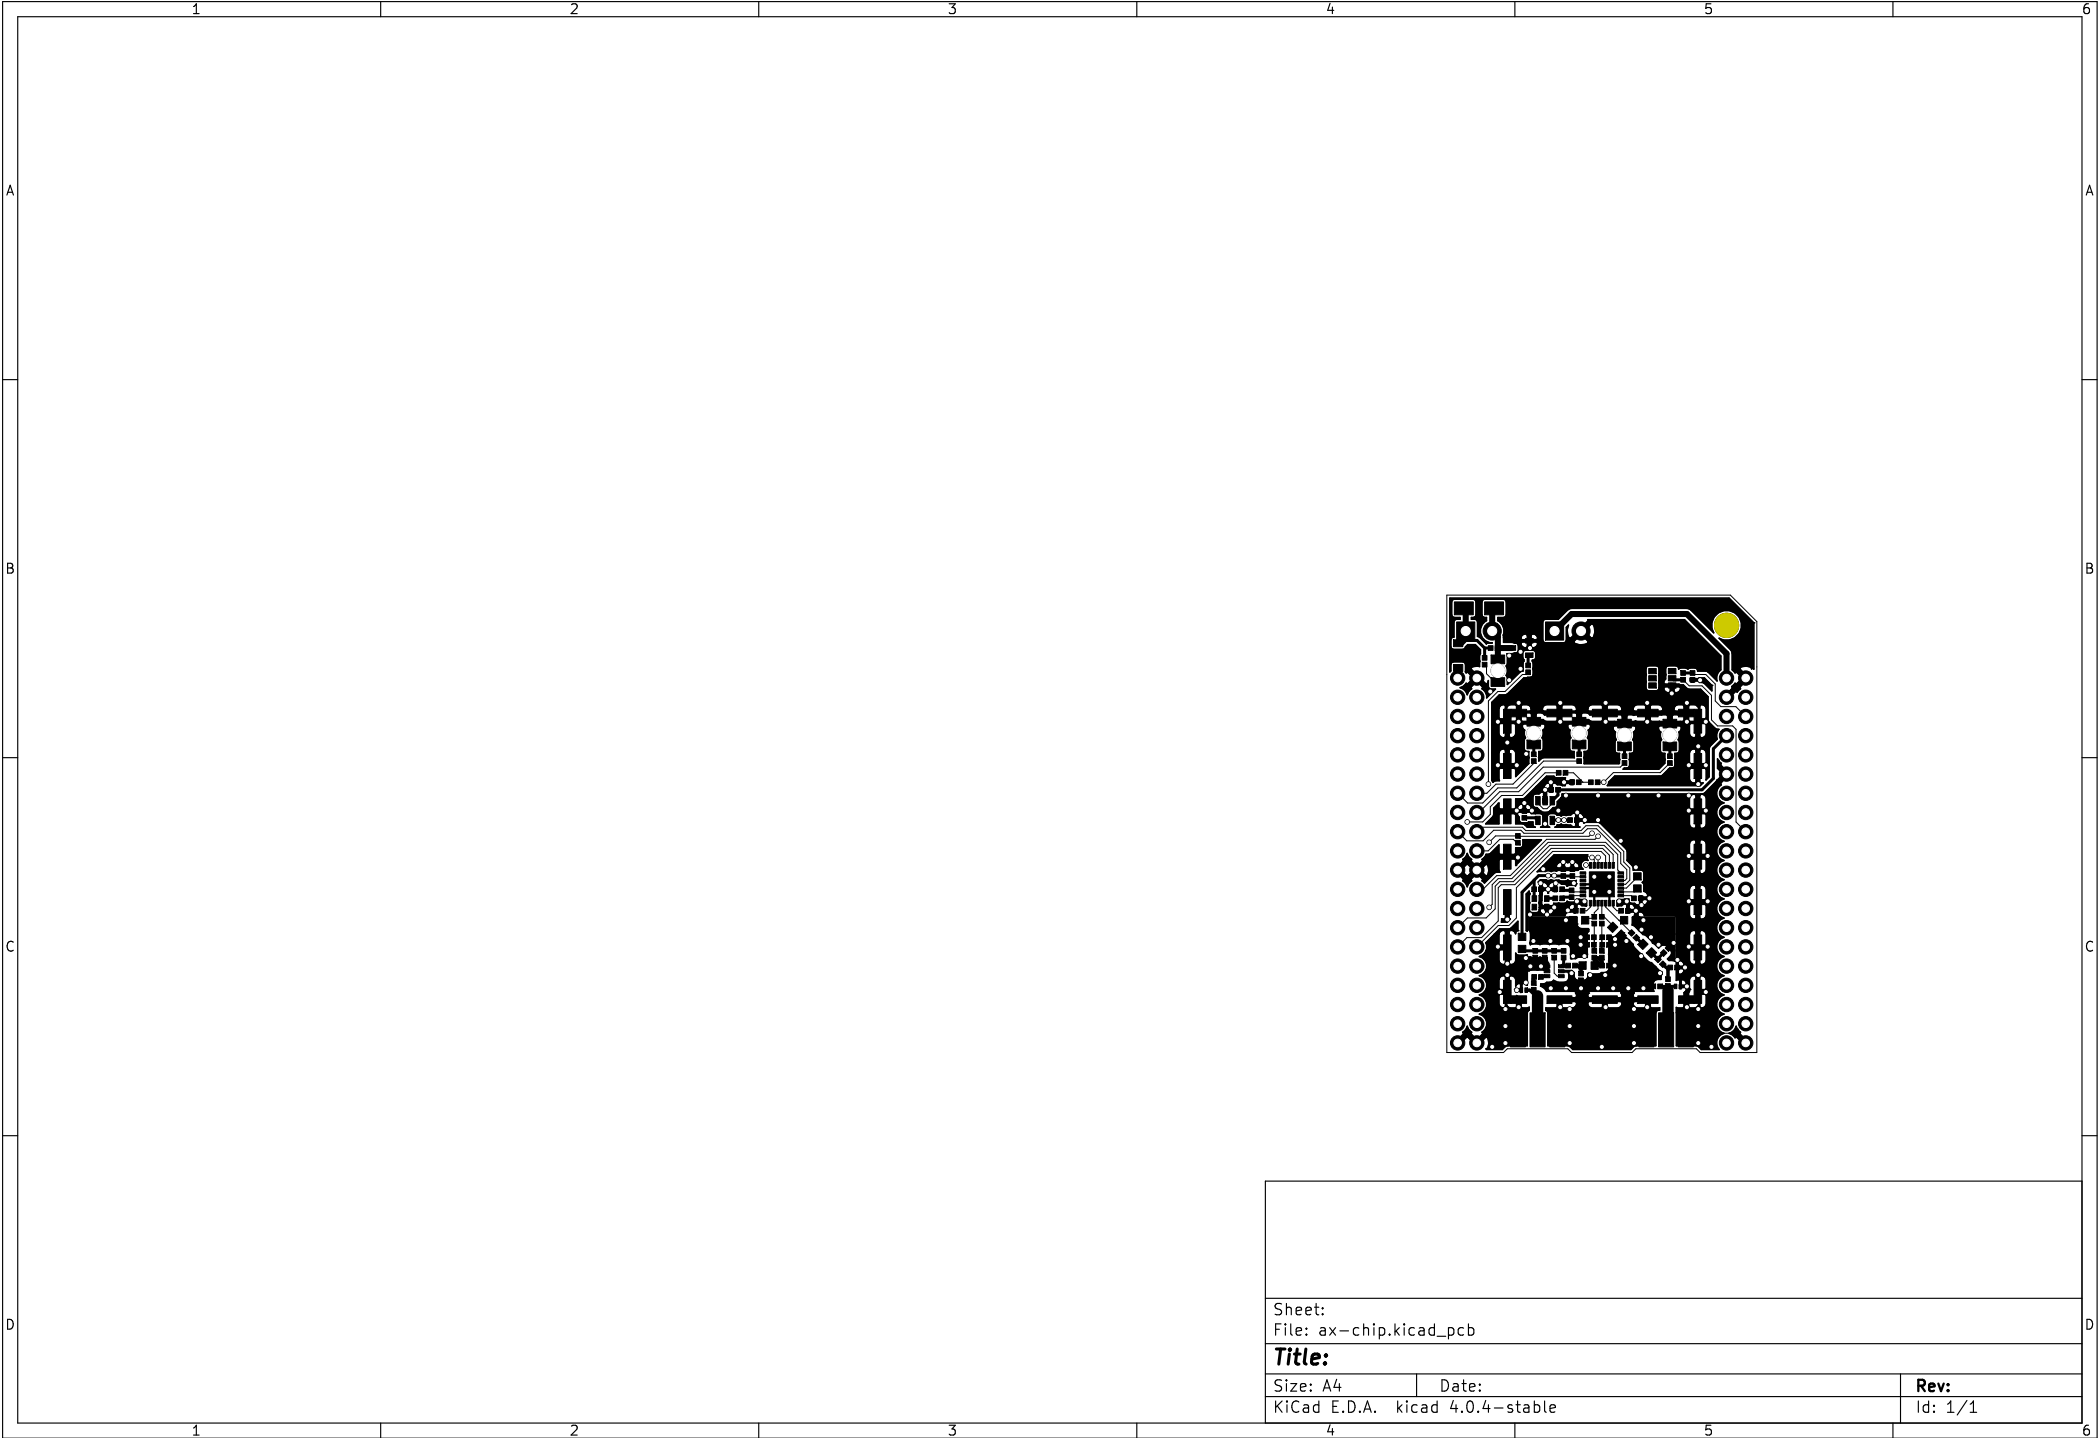 1 2 3 4 5 6
A A
B B
C C
Sheet:
File: ax-chip.kicad_pcb
D D
Title:
Size: A4 Date: Rev:
KiCad E.D.A. kicad 4.0.4-stable Id: 1/1
1 2 3 4 5 6